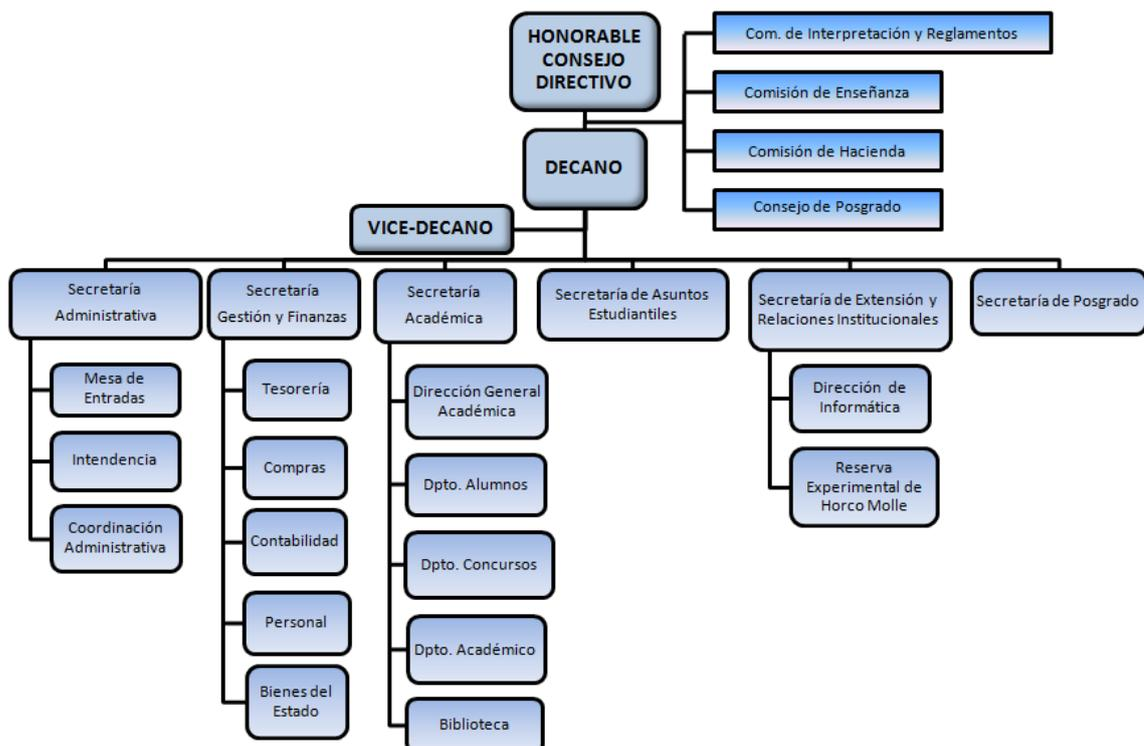 HONORABLE
CONSEJO
DIRECTIVO
Com. de Interpretación y Reglamentos
Comisión de Enseñanza
Comisión de Hacienda
Consejo de Posgrado
DECANO
VICE-DECANO
Secretaría
Administrativa
Mesa de
Entradas
Intendencia
Coordinación
Administrativa
Secretaría
Gestión y Finanzas
Tesorería
Compras
Contabilidad
Personal
Bienes del
Estado
Secretaría
Académica
Dirección General
Académica
Dpto. Alumnos
Dpto. Concursos
Dpto. Académico
Biblioteca
Secretaría de Asuntos
Estudiantiles
Secretaría de Extensión y
Relaciones Institucionales
Dirección de
Informática
Reserva
Experimental de
Horco Molle
Secretaría de Posgrado